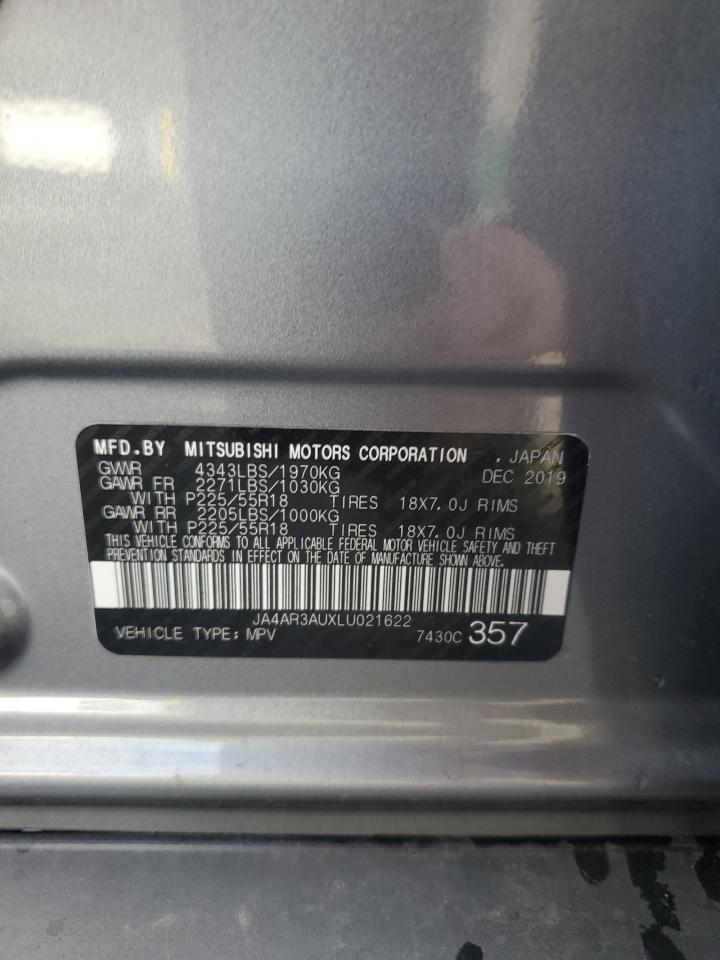 MFD.BY MITSUBISHI MOTORS CORPORATION , JAPAN
GVWR 4343LBS/1970KG DEC 2019
GAWR FR 2271LBS/1030KG
WITH P225/55R18 TIRES 18X7.0J RIMS
GAWR RR 2205LBS/1000KG
WITH P225/55R18 TIRES 18X7.0J RIMS
THIS VEHICLE CONFORMS TO ALL APPLICABLE FEDERAL MOTOR VEHICLE SAFETY AND THEFT
PREVENTION STANDARDS IN EFFECT ON THE DATE OF MANUFACTURE SHOWN ABOVE.
JA4AR3AUXLU021622
VEHICLE TYPE: MPV 7430C 357